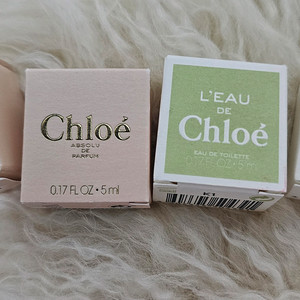 Chloé
ABSOLU
DE
PARFUM
0.17 FL OZ • 5 ml
L'EAU
DE
Chloé
EAU DE TOILETTE